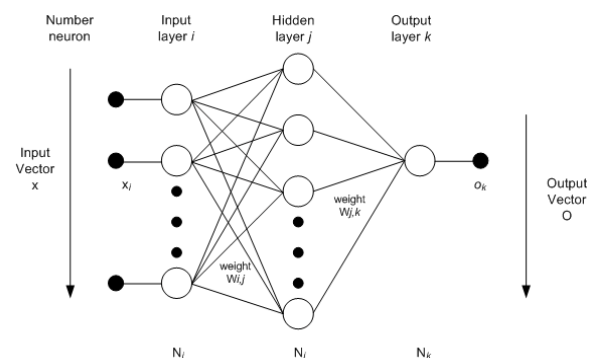 Number
neuron
Input
layer i
Hidden
layer j
Output
layer k
Input
Vector
x
xi
weight
Wi,j
weight
Wj,k
ok
Output
Vector
O
Ni
Nj
Nk